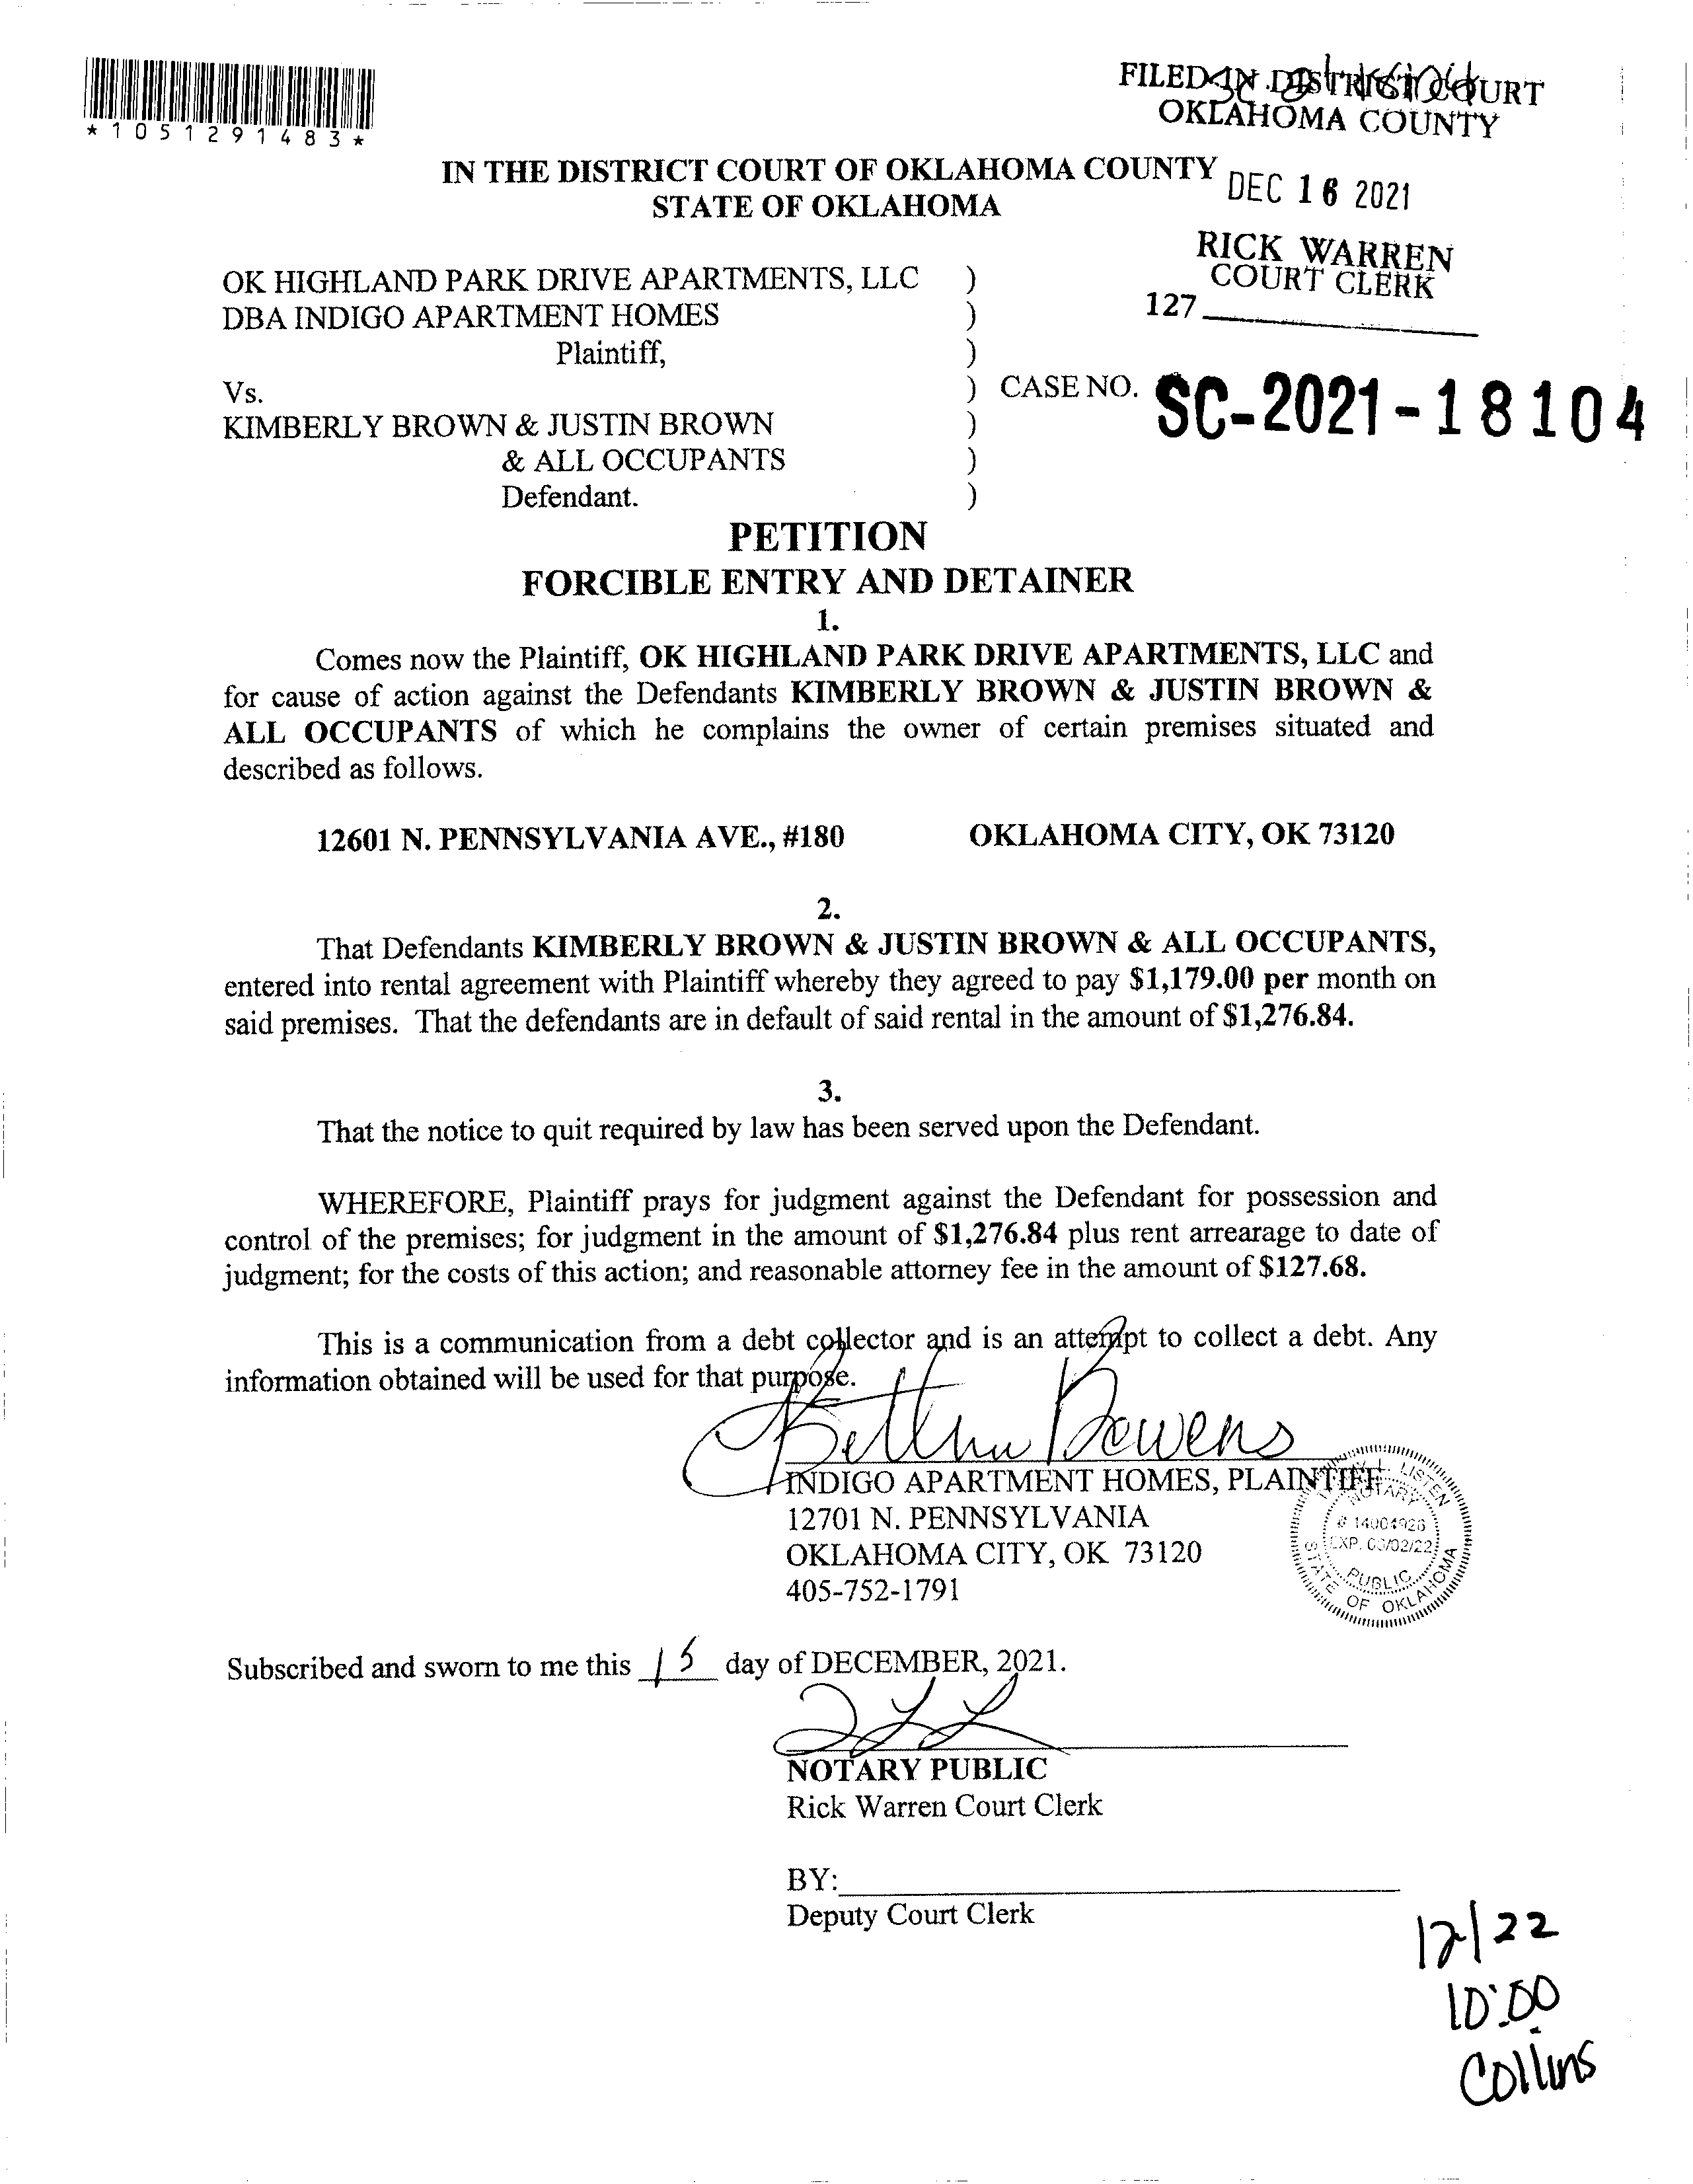 *1051291483*
FILED IN DISTRICT COURT
OKLAHOMA COUNTY
IN THE DISTRICT COURT OF OKLAHOMA COUNTY
STATE OF OKLAHOMA
DEC 16 2021
RICK WARREN
COURT CLERK
127
OK HIGHLAND PARK DRIVE APARTMENTS, LLC )
DBA INDIGO APARTMENT HOMES )
Plaintiff, )
Vs. ) CASE NO. SC-2021-18104
KIMBERLY BROWN & JUSTIN BROWN )
& ALL OCCUPANTS )
Defendant. )
PETITION
FORCIBLE ENTRY AND DETAINER
1.
Comes now the Plaintiff, OK HIGHLAND PARK DRIVE APARTMENTS, LLC and
for cause of action against the Defendants KIMBERLY BROWN & JUSTIN BROWN &
ALL OCCUPANTS of which he complains the owner of certain premises situated and
described as follows.
12601 N. PENNSYLVANIA AVE., #180 OKLAHOMA CITY, OK 73120
2.
That Defendants KIMBERLY BROWN & JUSTIN BROWN & ALL OCCUPANTS,
entered into rental agreement with Plaintiff whereby they agreed to pay $1,179.00 per month on
said premises. That the defendants are in default of said rental in the amount of $1,276.84.
3.
That the notice to quit required by law has been served upon the Defendant.
WHEREFORE, Plaintiff prays for judgment against the Defendant for possession and
control of the premises; for judgment in the amount of $1,276.84 plus rent arrearage to date of
judgment; for the costs of this action; and reasonable attorney fee in the amount of $127.68.
This is a communication from a debt collector and is an attempt to collect a debt. Any
information obtained will be used for that purpose.
INDIGO APARTMENT HOMES, PLAINTIFF
12701 N. PENNSYLVANIA
OKLAHOMA CITY, OK 73120
405-752-1791
LISTEN
NOTARY
# 14004926
EXP.
PUBLIC
STATE OF OKLAHOMA
Subscribed and sworn to me this 15 day of DECEMBER, 2021.
NOTARY PUBLIC
Rick Warren Court Clerk
BY:
Deputy Court Clerk
12/22
10:00
Collins